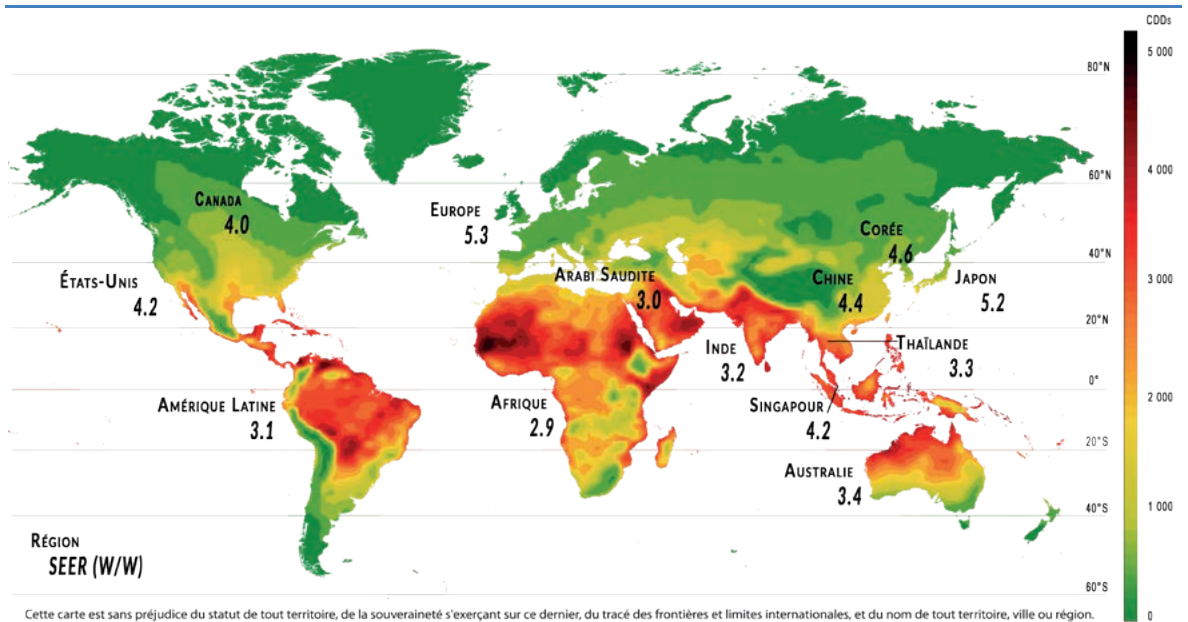 CDDs
5 000
80°N
4 000
60°N
CANADA
4.0
EUROPE
5.3
CORÉE
4.6
40°N
ÉTATS-UNIS
4.2
ARABI SAUDITE
3.0
CHINE
4.4
JAPON
5.2
3 000
20°N
INDE
3.2
THAÏLANDE
3.3
0°
2 000
AMÉRIQUE LATINE
3.1
AFRIQUE
2.9
SINGAPOUR
4.2
20°S
AUSTRALIE
3.4
1 000
40°S
RÉGION
SEER (W/W)
60°S
0
Cette carte est sans préjudice du statut de tout territoire, de la souveraineté s'exerçant sur ce dernier, du tracé des frontières et limites internationales, et du nom de tout territoire, ville ou région.